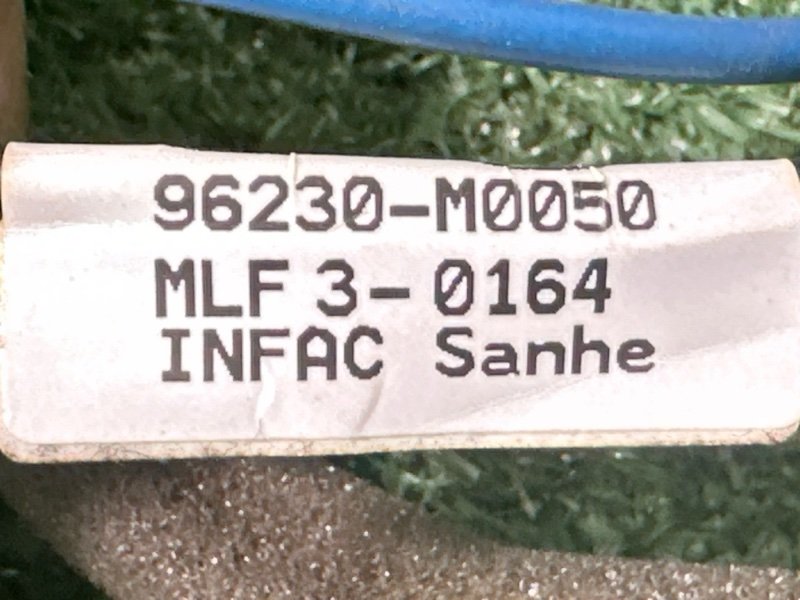 96230-M0050
MLF 3-0164
INFAC Sanhe